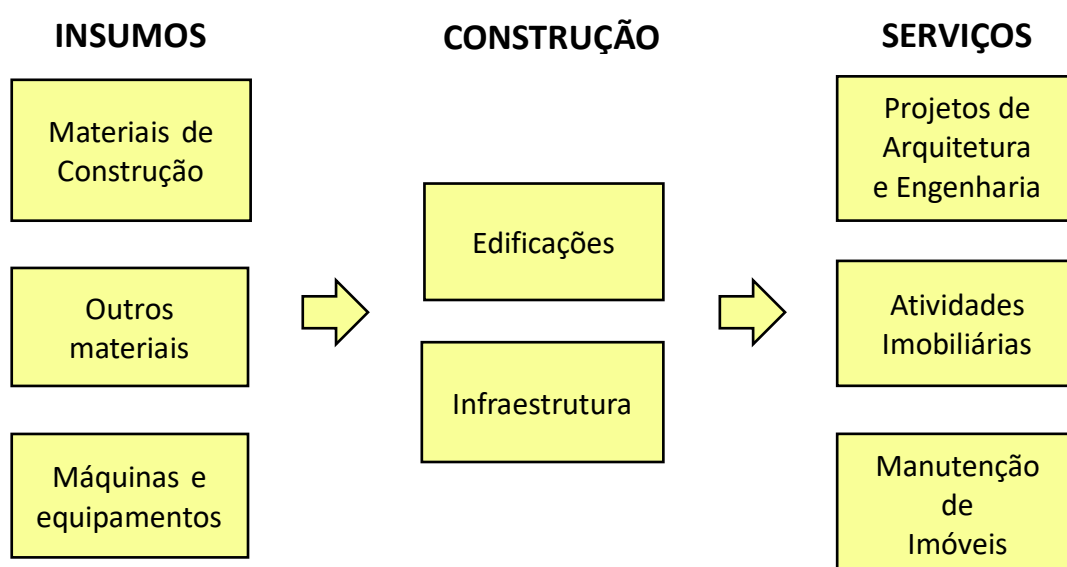 INSUMOS
CONSTRUÇÃO
SERVIÇOS
Materiais de
Construção
Outros
materiais
Máquinas e
equipamentos
Edificações
Infraestrutura
Projetos de
Arquitetura
e Engenharia
Atividades
Imobiliárias
Manutenção
de
Imóveis